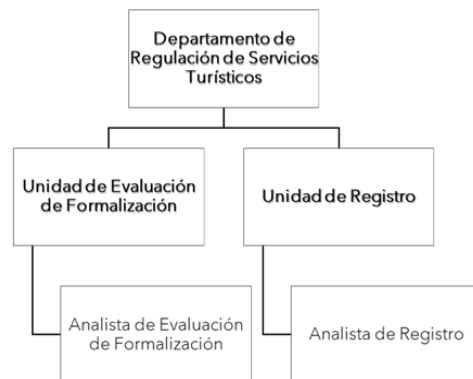 Departamento de
Regulación de Servicios
Turísticos
Unidad de Evaluación
de Formalización
Unidad de Registro
Analista de Evaluación
de Formalización
Analista de Registro